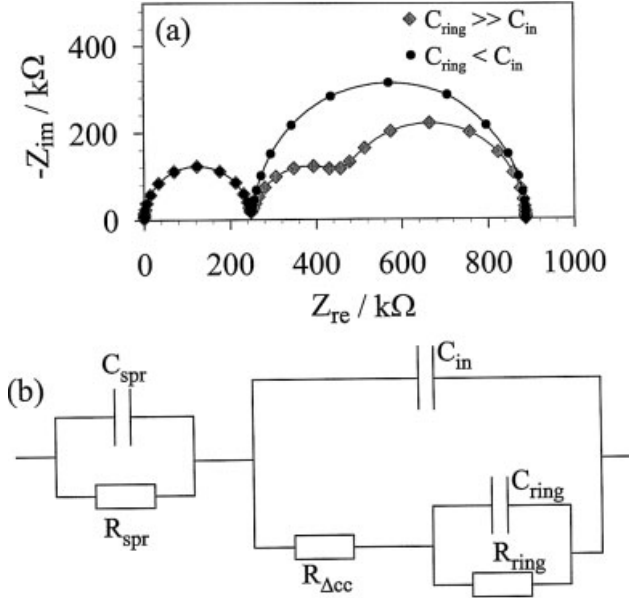 (a)
C_ring >> C_in
C_ring < C_in
-Z_im / kΩ
400
200
0
0 200 400 600 800 1000
Z_re / kΩ
(b)
C_spr
R_spr
C_in
R_Δcc
C_ring
R_ring